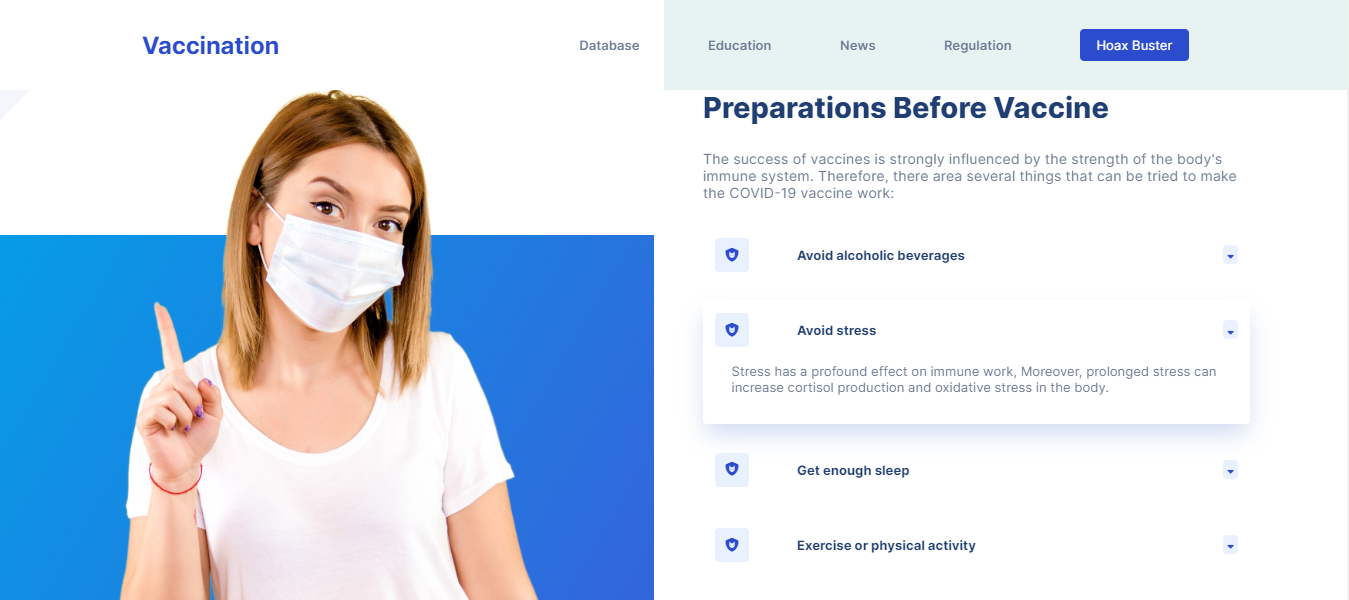 Vaccination
Database
Education
News
Regulation
Hoax Buster
Preparations Before Vaccine
The success of vaccines is strongly influenced by the strength of the body's
immune system. Therefore, there area several things that can be tried to make
the COVID-19 vaccine work:
Avoid alcoholic beverages
Avoid stress
Stress has a profound effect on immune work, Moreover, prolonged stress can
increase cortisol production and oxidative stress in the body.
Get enough sleep
Exercise or physical activity